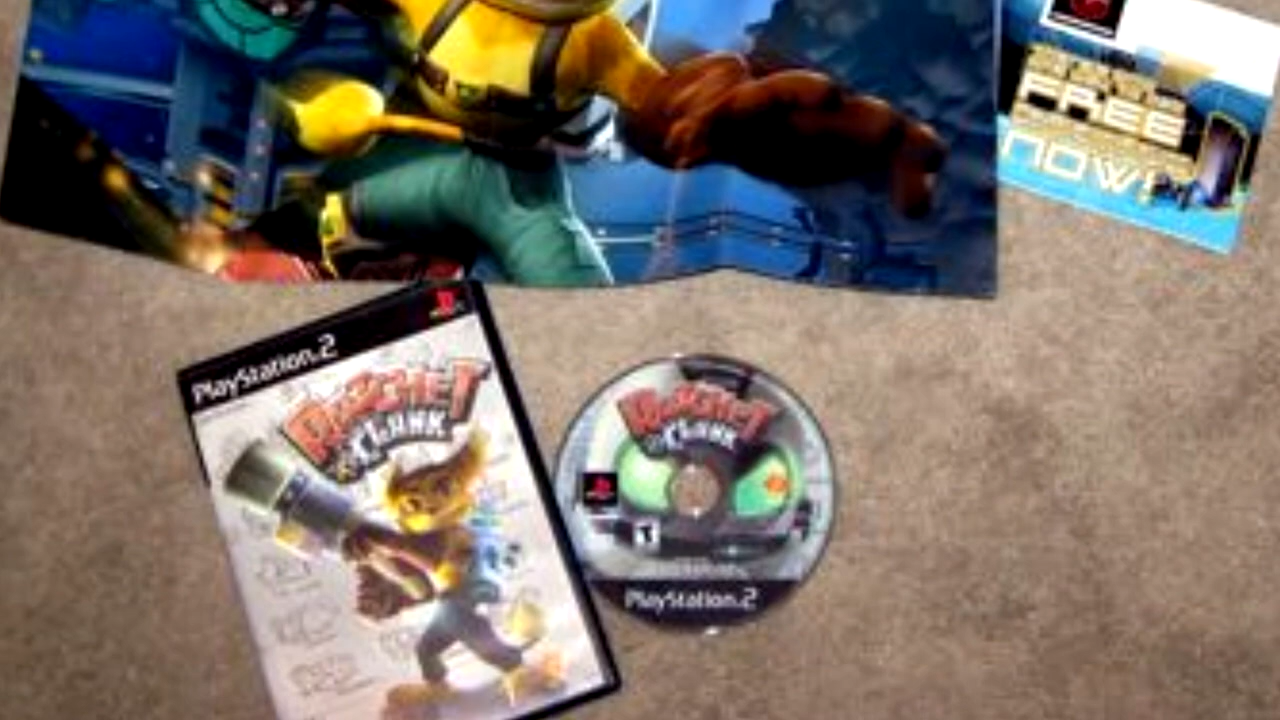 FREE
NOW!
PlayStation.2
RATCHET
CLANK
RATCHET
CLANK
T
PlayStation.2